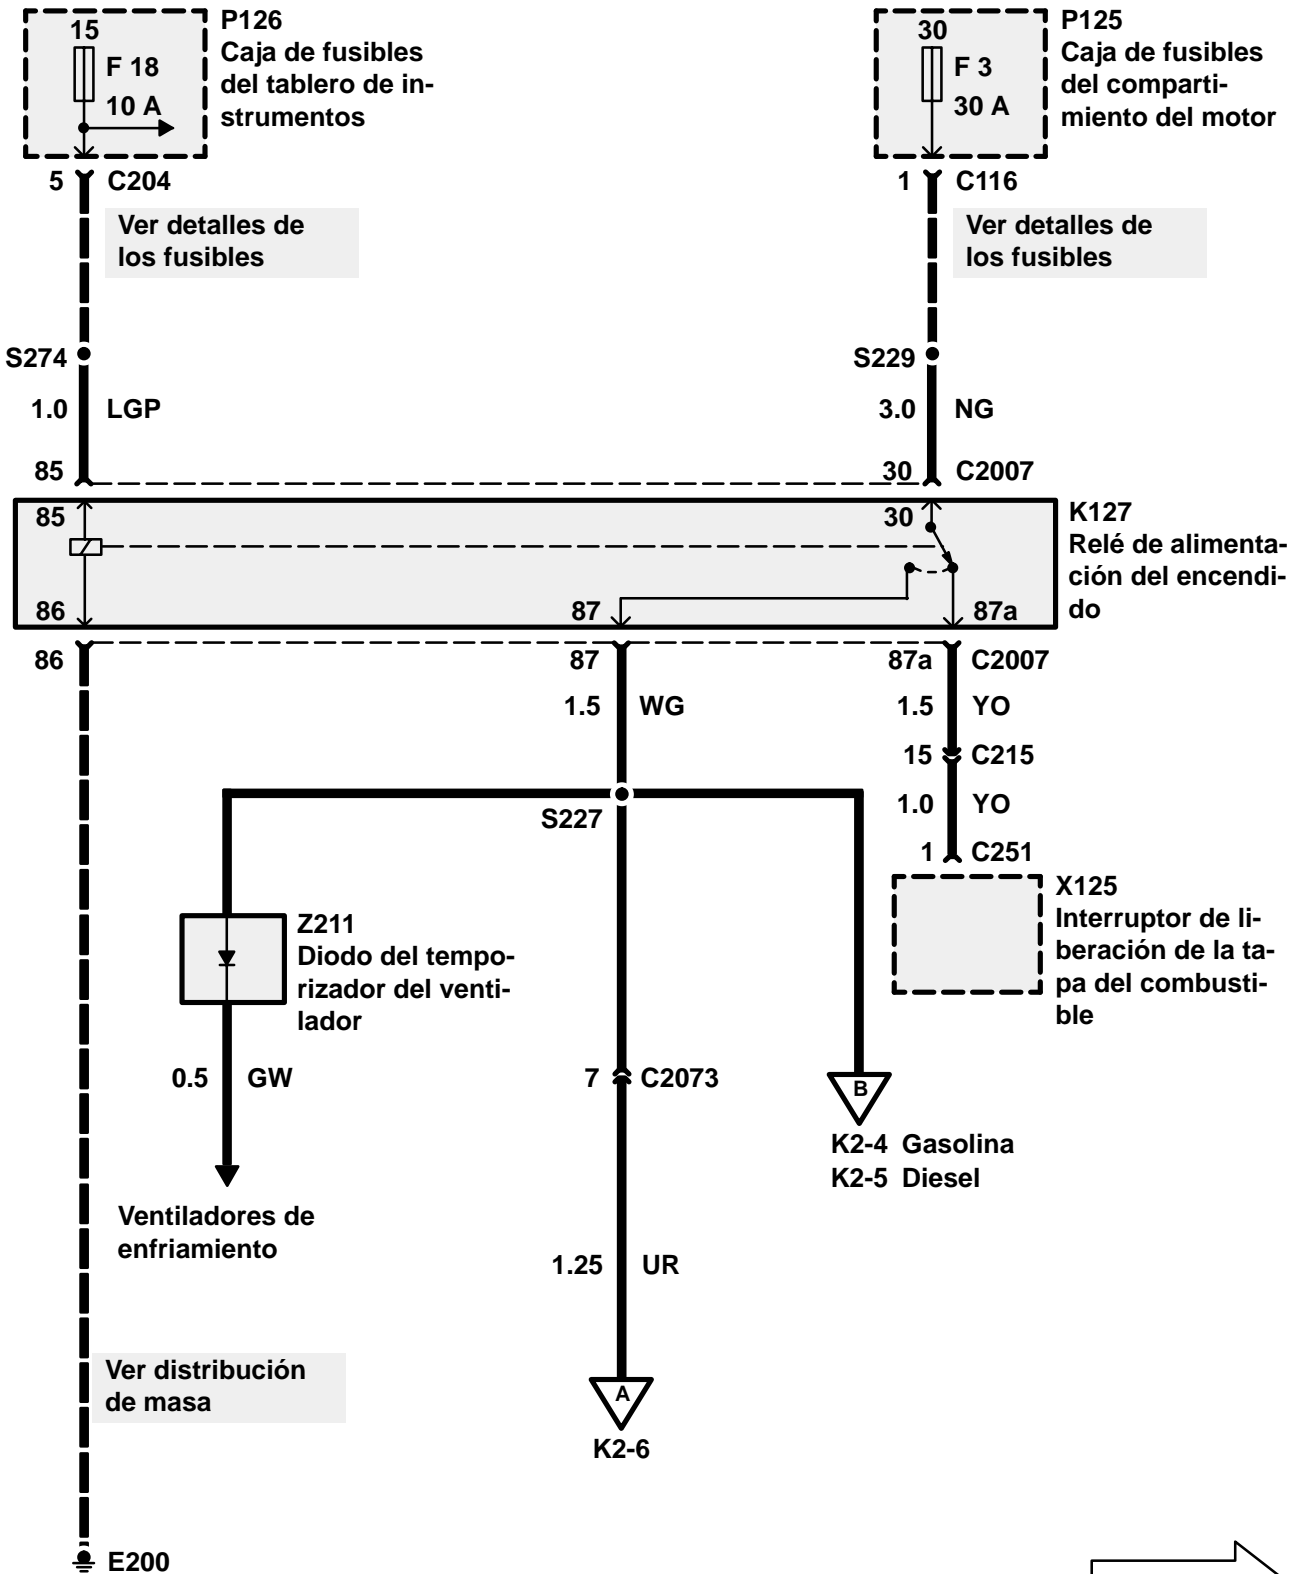 15
F 18
10 A
P126
Caja de fusibles
del tablero de in-
strumentos
30
F 3
30 A
P125
Caja de fusibles
del comparti-
miento del motor
5 C204
1 C116
Ver detalles de
los fusibles
Ver detalles de
los fusibles
S274
S229
1.0 LGP
3.0 NG
85
30 C2007
85
30
K127
Relé de alimenta-
ción del encendi-
do
86
87
87a
86
87
87a C2007
1.5 WG
1.5 YO
15 C215
S227
1.0 YO
1 C251
X125
Interruptor de li-
beración de la ta-
pa del combusti-
ble
Z211
Diodo del tempo-
rizador del venti-
lador
0.5 GW
7 C2073
B
K2-4 Gasolina
K2-5 Diesel
Ventiladores de
enfriamiento
1.25 UR
Ver distribución
de masa
A
K2-6
E200